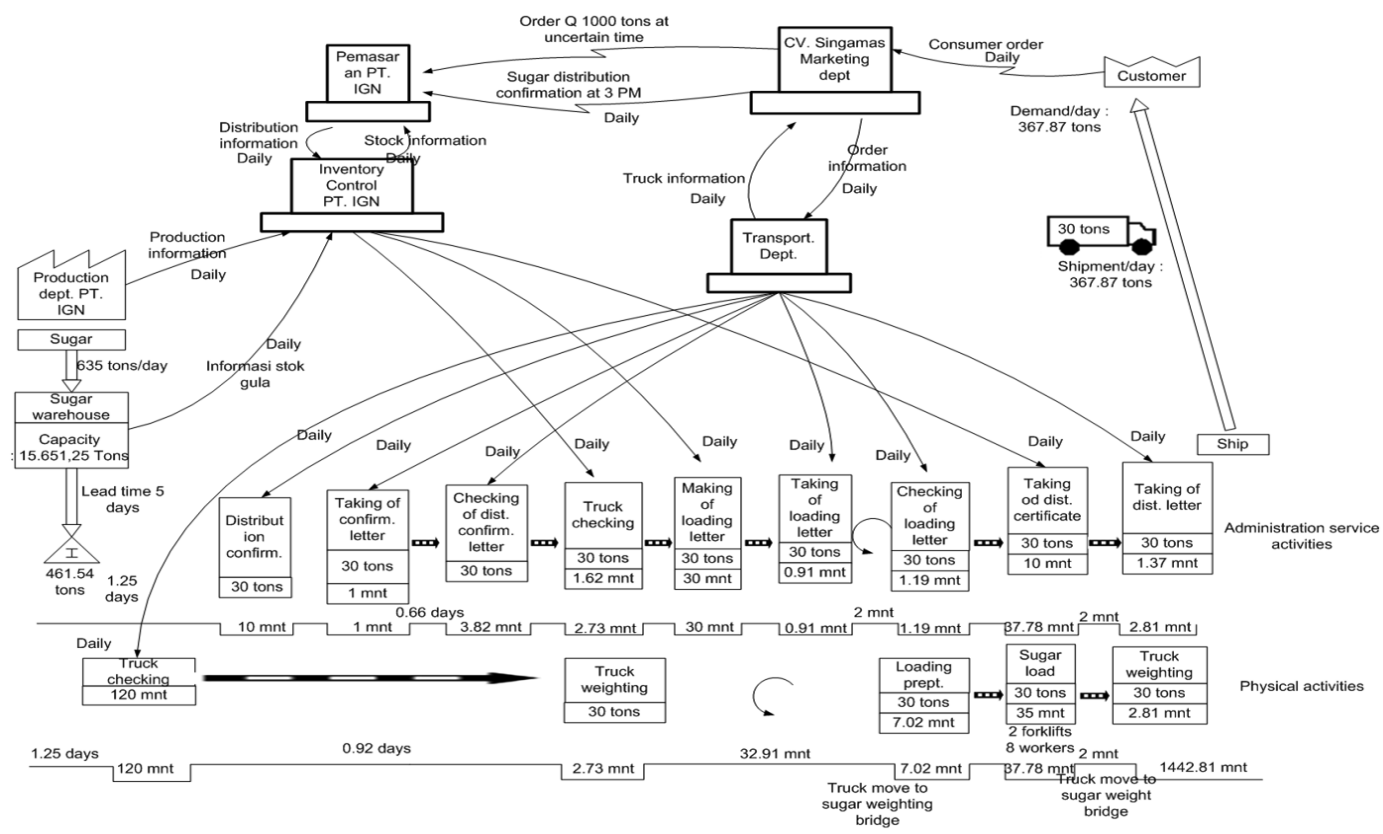 Order Q 1000 tons at
uncertain time
Pemasar
an PT.
IGN
CV. Singamas
Marketing
dept
Consumer order
Daily
Customer
Sugar distribution
confirmation at 3 PM
Daily
Demand/day :
367.87 tons
Distribution
information
Daily
Stock information
Daily
Inventory
Control
PT. IGN
Order
information
Daily
Truck information
Daily
Transport.
Dept.
30 tons
Shipment/day :
367.87 tons
Production
information
Daily
Production
dept. PT.
IGN
Sugar
635 tons/day
Daily
Informasi stok
gula
Sugar
warehouse
Capacity
: 15.651,25 Tons
Lead time 5
days
I
461.54
tons
1.25
days
Ship
Daily
Daily
Daily
Daily
Daily
Daily
Daily
Daily
Daily
Distribut
ion
confirm.
30 tons
Taking of
confirm.
letter
30 tons
1 mnt
Checking
of dist.
confirm.
letter
30 tons
Truck
checking
30 tons
1.62 mnt
Making
of
loading
letter
30 tons
30 mnt
Taking
of
loading
letter
30 tons
0.91 mnt
Checking
of
loading
letter
30 tons
1.19 mnt
Taking
od dist.
certificate
30 tons
10 mnt
Taking of
dist. letter
30 tons
1.37 mnt
Administration service
activities
0.66 days
2 mnt
2 mnt
10 mnt
1 mnt
3.82 mnt
2.73 mnt
30 mnt
0.91 mnt
1.19 mnt
37.78 mnt
2.81 mnt
Daily
Truck
checking
120 mnt
Truck
weighting
30 tons
Loading
prept.
30 tons
7.02 mnt
Sugar
load
30 tons
35 mnt
2 forklifts
8 workers
Truck
weighting
30 tons
2.81 mnt
Physical activities
1.25 days
0.92 days
32.91 mnt
2 mnt
120 mnt
2.73 mnt
7.02 mnt
37.78 mnt
1442.81 mnt
Truck move to
sugar weighting
bridge
Truck move to
sugar weight
bridge